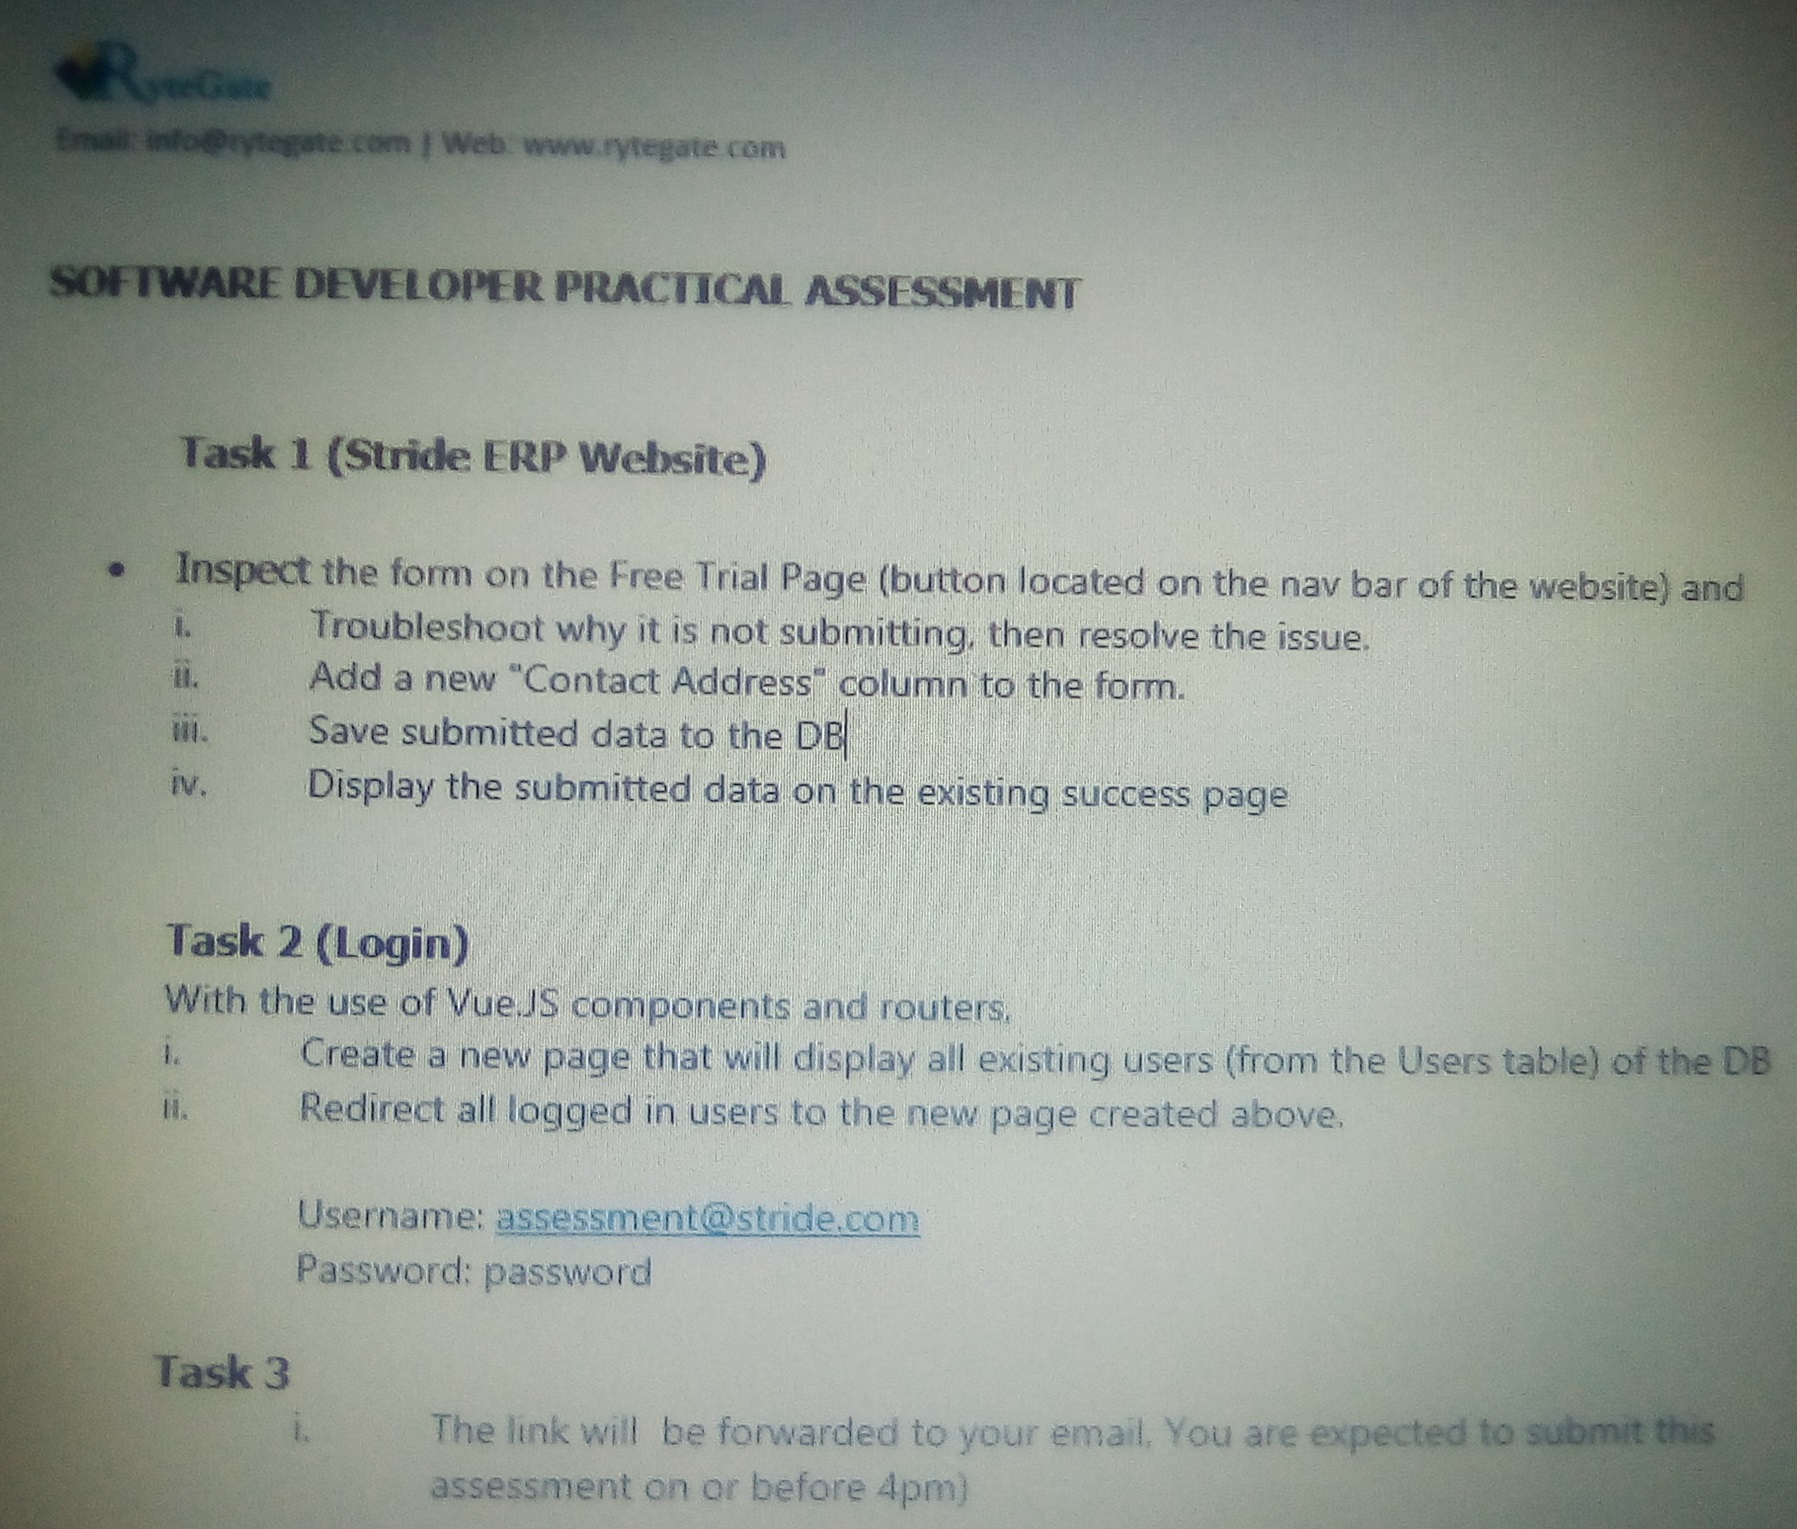 RyteGate
Email: info@rytegate.com | Web: www.rytegate.com
SOFTWARE DEVELOPER PRACTICAL ASSESSMENT
Task 1 (Stride ERP Website)
• Inspect the form on the Free Trial Page (button located on the nav bar of the website) and
i. Troubleshoot why it is not submitting, then resolve the issue.
ii. Add a new "Contact Address" column to the form.
iii. Save submitted data to the DB
iv. Display the submitted data on the existing success page
Task 2 (Login)
With the use of VueJS components and routers,
i. Create a new page that will display all existing users (from the Users table) of the DB
ii. Redirect all logged in users to the new page created above.
Username: assessment@stride.com
Password: password
Task 3
i. The link will be forwarded to your email. You are expected to submit this
assessment on or before 4pm)